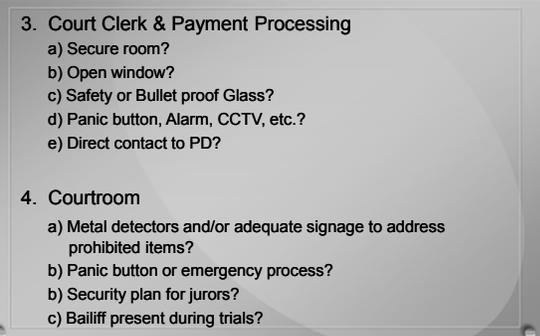 3. Court Clerk & Payment Processing
a) Secure room?
b) Open window?
c) Safety or Bullet proof Glass?
d) Panic button, Alarm, CCTV, etc.?
e) Direct contact to PD?
4. Courtroom
a) Metal detectors and/or adequate signage to address
prohibited items?
b) Panic button or emergency process?
b) Security plan for jurors?
c) Bailiff present during trials?